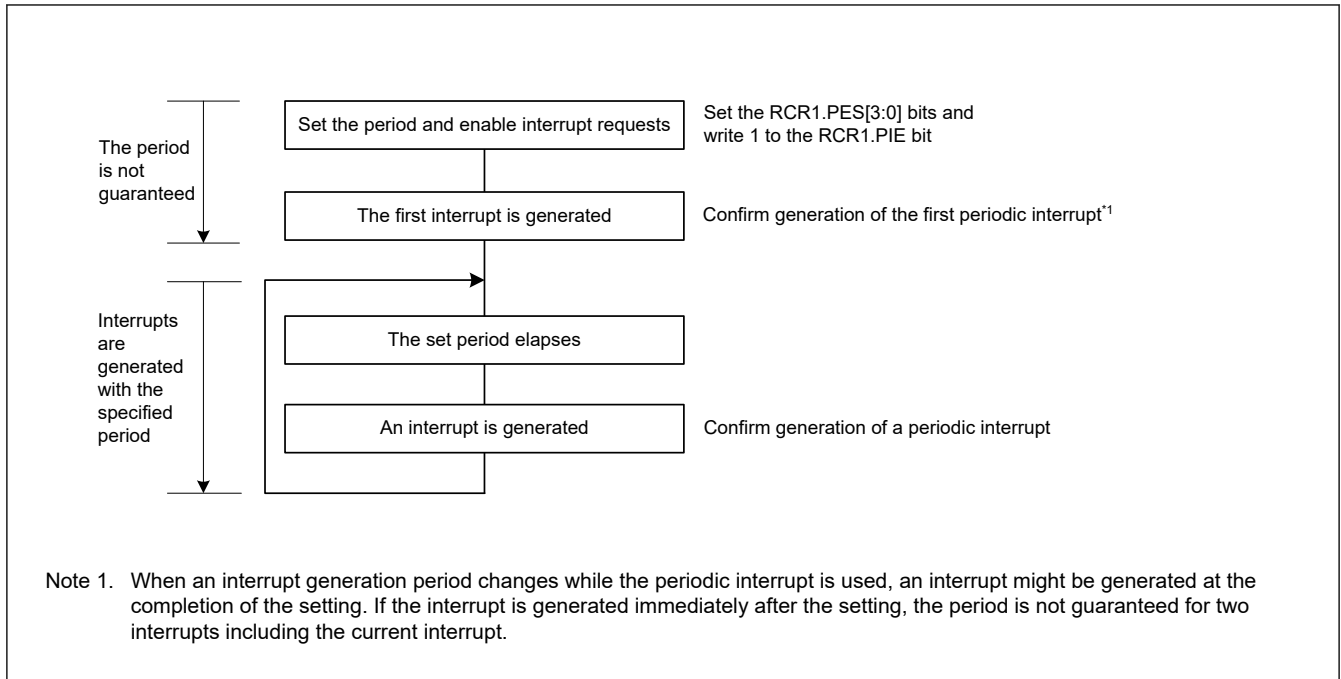 Set the period and enable interrupt requests
Set the RCR1.PES[3:0] bits and
write 1 to the RCR1.PIE bit
The period
is not
guaranteed
The first interrupt is generated
Confirm generation of the first periodic interrupt*1
Interrupts
are
generated
with the
specified
period
The set period elapses
An interrupt is generated
Confirm generation of a periodic interrupt
Note 1. When an interrupt generation period changes while the periodic interrupt is used, an interrupt might be generated at the
completion of the setting. If the interrupt is generated immediately after the setting, the period is not guaranteed for two
interrupts including the current interrupt.